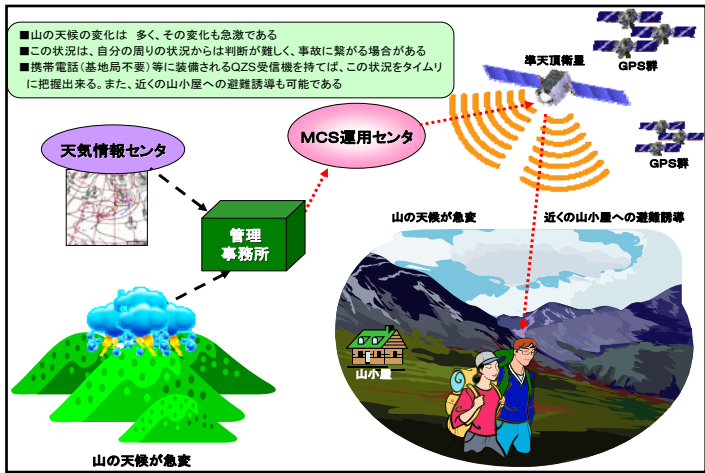 ■山の天候の変化は 多く、その変化も急激である
■この状況は、自分の周りの状況からは判断が難しく、事故に繋がる場合がある
■携帯電話(基地局不要)等に装備されるQZS受信機を持てば、この状況をタイムリ
に把握出来る。また、近くの山小屋への避難誘導も可能である
準天頂衛星
GPS群
MCS運用センタ
天気情報センタ
GPS群
管理
事務所
山の天候が急変
近くの山小屋への避難誘導
山小屋
山の天候が急変